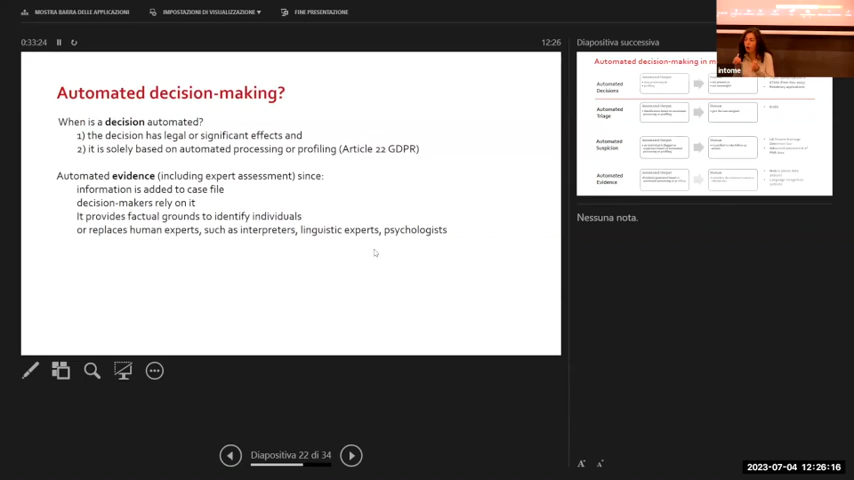 MOSTRA BARRA DELLE APPLICAZIONI
IMPOSTAZIONI DI VISUALIZZAZIONE ▼
FINE PRESENTAZIONE
0:33:24
12:26
Diapositiva successiva
intome
Automated decision-making?
When is a decision automated?
1) the decision has legal or significant effects and
2) it is solely based on automated processing or profiling (Article 22 GDPR)
Automated evidence (including expert assessment) since:
information is added to case file
decision-makers rely on it
It provides factual grounds to identify individuals
or replaces human experts, such as interpreters, linguistic experts, psychologists
Automated decision-making in m
Automated
Decisions
Automated
Triage
Automated
Suspicion
Automated
Evidence
Nessuna nota.
Diapositiva 22 di 34
2023-07-04 12:26:16